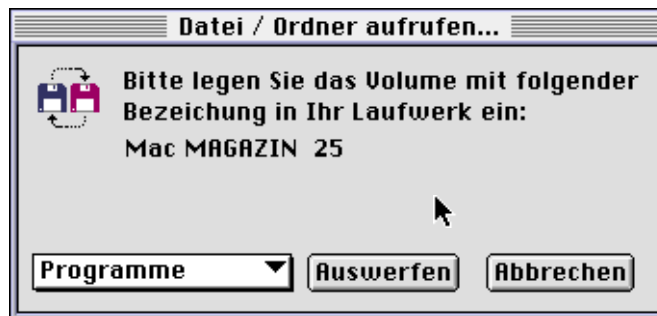 Datei / Ordner aufrufen...
Bitte legen Sie das Volume mit folgender
Bezeichung in Ihr Laufwerk ein:
Mac MAGAZIN 25
Programme
Auswerfen
Abbrechen